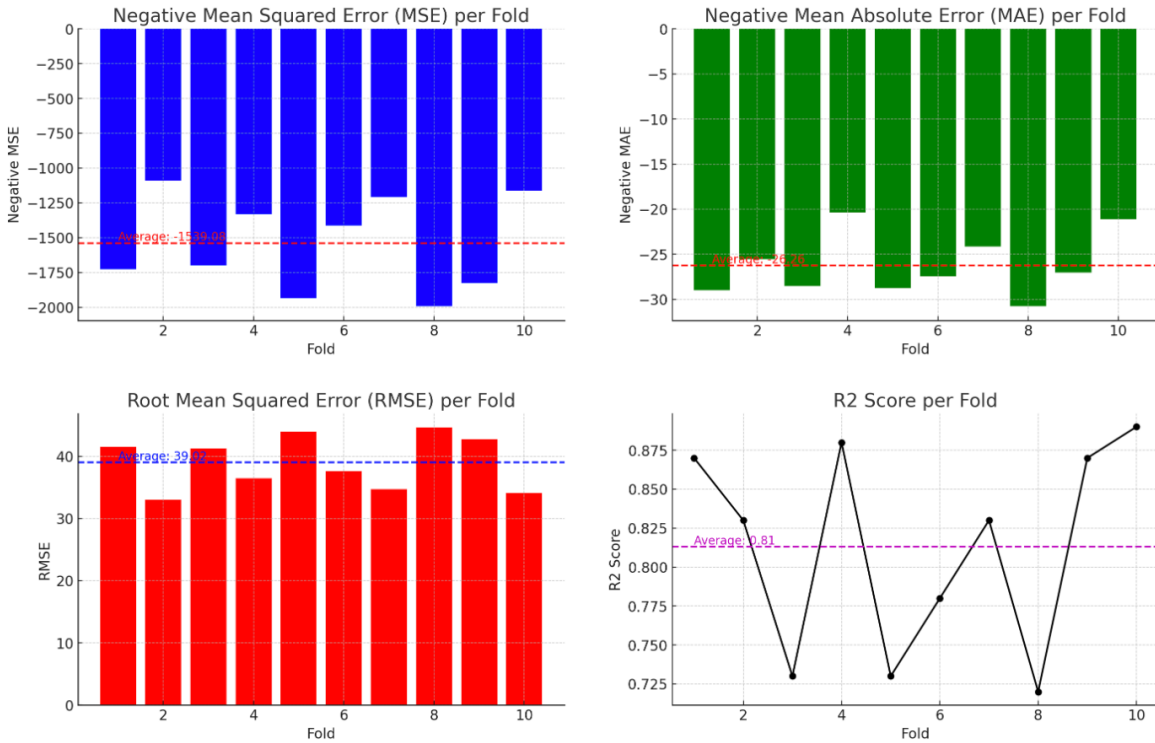 Negative Mean Squared Error (MSE) per Fold
Negative MSE
0
−250
−500
−750
−1000
−1250
−1500
−1750
−2000
Average: -1539.08
2 4 6 8 10
Fold
Negative Mean Absolute Error (MAE) per Fold
Negative MAE
0
−5
−10
−15
−20
−25
−30
Average: -26.26
2 4 6 8 10
Fold
Root Mean Squared Error (RMSE) per Fold
RMSE
40
30
20
10
0
Average: 39.02
2 4 6 8 10
Fold
R2 Score per Fold
R2 Score
0.875
0.850
0.825
0.800
0.775
0.750
0.725
Average: 0.81
2 4 6 8 10
Fold